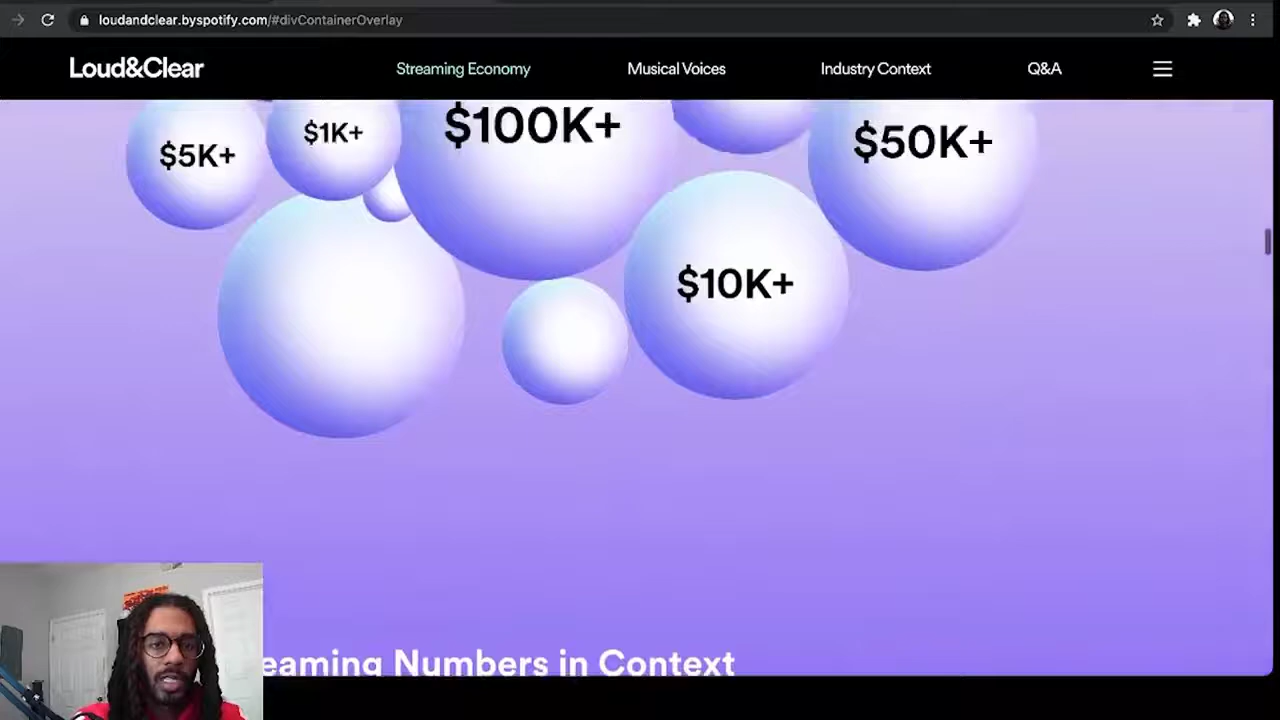 loudandclear.byspotify.com/#divContainerOverlay
Loud&Clear
Streaming Economy
Musical Voices
Industry Context
Q&A
$5K+
$1K+
$100K+
$50K+
$10K+
eaming Numbers in Context